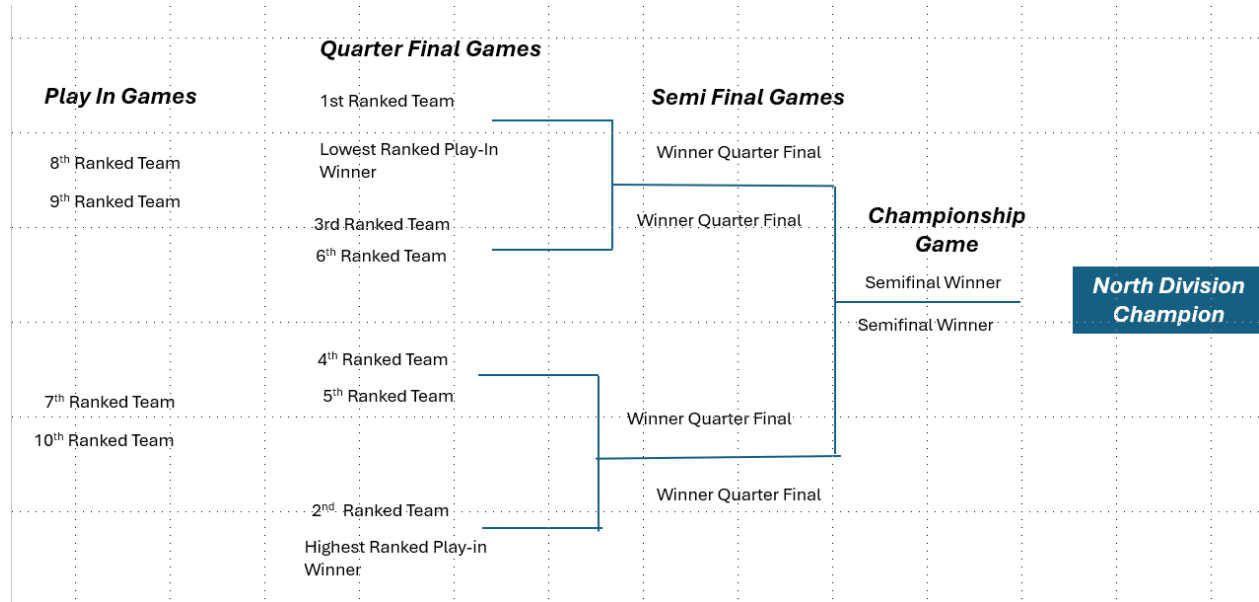 Play In Games
8th Ranked Team
9th Ranked Team
7th Ranked Team
10th Ranked Team
Quarter Final Games
1st Ranked Team
Lowest Ranked Play-In
Winner
3rd Ranked Team
6th Ranked Team
4th Ranked Team
5th Ranked Team
2nd Ranked Team
Highest Ranked Play-in
Winner
Semi Final Games
Winner Quarter Final
Winner Quarter Final
Winner Quarter Final
Winner Quarter Final
Championship
Game
Semifinal Winner
Semifinal Winner
North Division
Champion